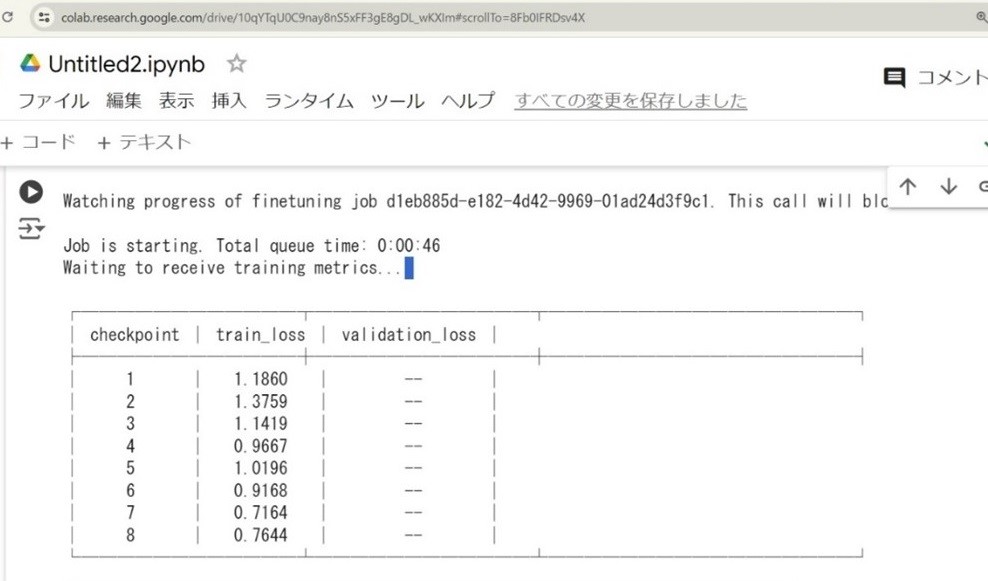 colab.research.google.com/drive/10qYTqU0C9nay8nS5xFF3gE8gDL_wKXlm#scrollTo=8Fb0IFRDsv4X
Untitled2.ipynb
コメント
ファイル 編集 表示 挿入 ランタイム ツール ヘルプ すべての変更を保存しました
+ コード + テキスト
Watching progress of finetuning job d1eb885d-e182-4d42-9969-01ad24d3f9c1. This call will blo
Job is starting. Total queue time: 0:00:46
Waiting to receive training metrics...
checkpoint | train_loss | validation_loss |
1 | 1.1860 | -- |
2 | 1.3759 | -- |
3 | 1.1419 | -- |
4 | 0.9667 | -- |
5 | 1.0196 | -- |
6 | 0.9168 | -- |
7 | 0.7164 | -- |
8 | 0.7644 | -- |